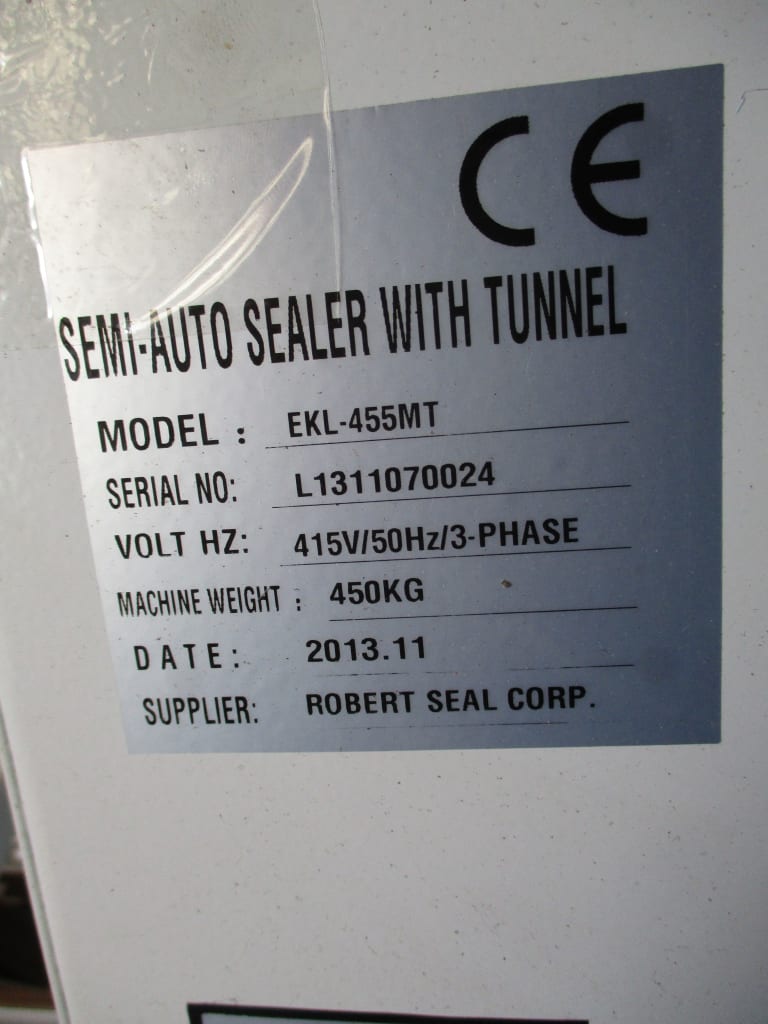 CE
SEMI-AUTO SEALER WITH TUNNEL
MODEL : EKL-455MT
SERIAL NO: L1311070024
VOLT HZ: 415V/50Hz/3-PHASE
MACHINE WEIGHT : 450KG
DATE: 2013.11
SUPPLIER: ROBERT SEAL CORP.